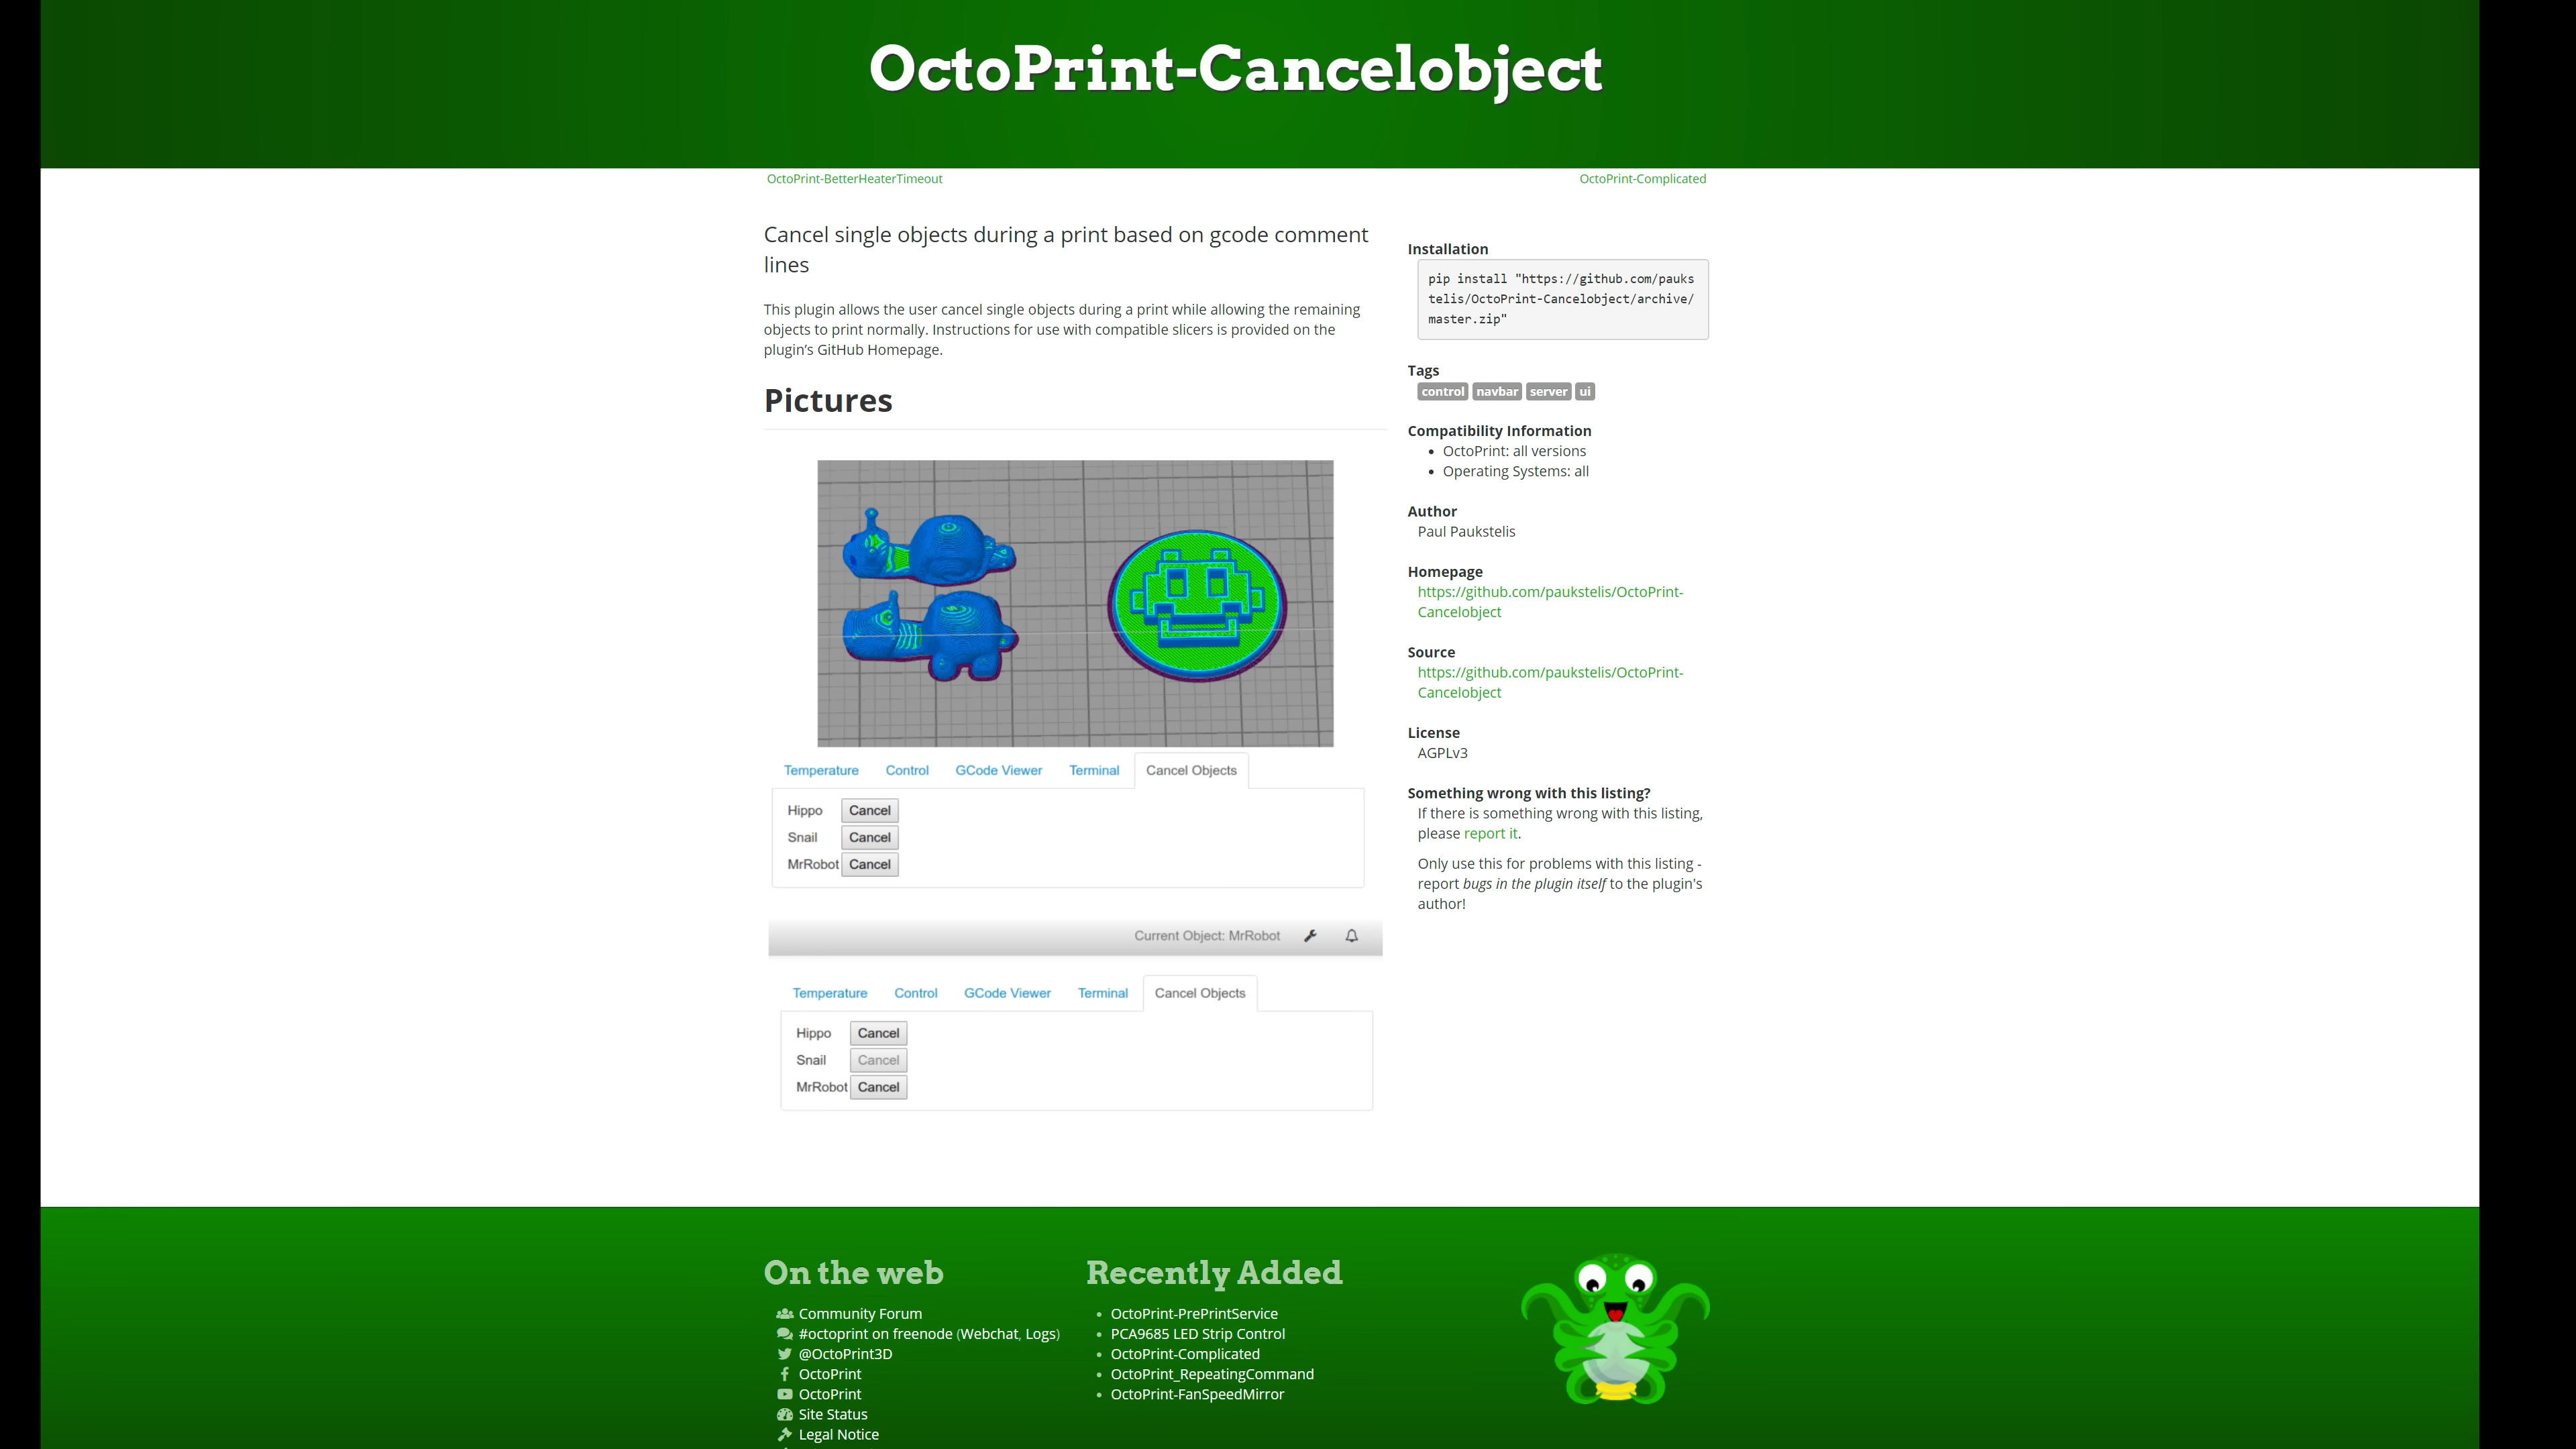 OctoPrint-Cancelobject
OctoPrint-BetterHeaterTimeout
OctoPrint-Complicated
Cancel single objects during a print based on gcode comment
lines
This plugin allows the user cancel single objects during a print while allowing the remaining
objects to print normally. Instructions for use with compatible slicers is provided on the
plugin’s GitHub Homepage.
Pictures
Temperature Control GCode Viewer Terminal Cancel Objects
Hippo Cancel
Snail Cancel
MrRobot Cancel
Current Object: MrRobot
Temperature Control GCode Viewer Terminal Cancel Objects
Hippo Cancel
Snail Cancel
MrRobot Cancel
Installation
pip install "https://github.com/pauks
telis/OctoPrint-Cancelobject/archive/
master.zip"
Tags
control navbar server ui
Compatibility Information
• OctoPrint: all versions
• Operating Systems: all
Author
Paul Paukstelis
Homepage
https://github.com/paukstelis/OctoPrint-
Cancelobject
Source
https://github.com/paukstelis/OctoPrint-
Cancelobject
License
AGPLv3
Something wrong with this listing?
If there is something wrong with this listing,
please report it.
Only use this for problems with this listing -
report bugs in the plugin itself to the plugin's
author!
On the web
Community Forum
#octoprint on freenode (Webchat, Logs)
@OctoPrint3D
OctoPrint
OctoPrint
Site Status
Legal Notice
Recently Added
• OctoPrint-PrePrintService
• PCA9685 LED Strip Control
• OctoPrint-Complicated
• OctoPrint_RepeatingCommand
• OctoPrint-FanSpeedMirror